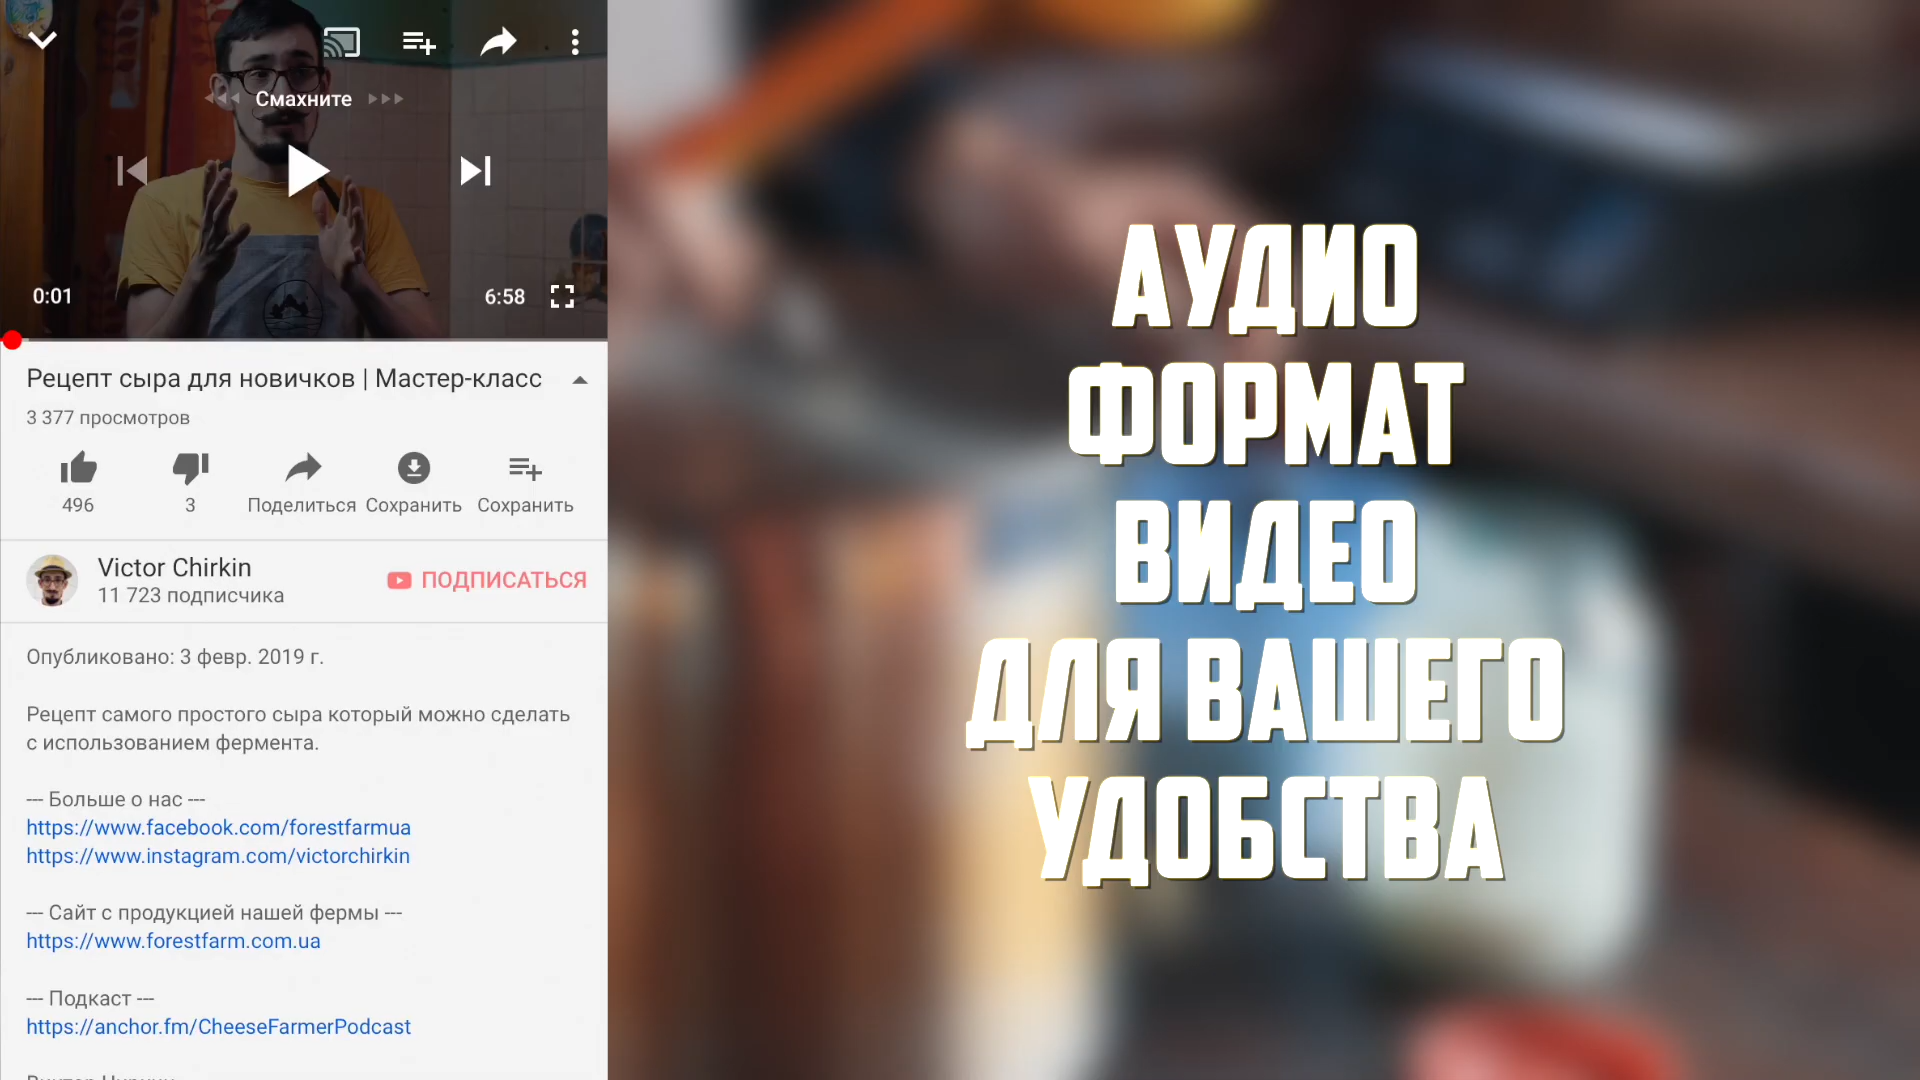 Смахните
0:01
6:58
Рецепт сыра для новичков | Мастер-класс
3 377 просмотров
496
3
Поделиться
Сохранить
Сохранить
Victor Chirkin
11 723 подписчика
ПОДПИСАТЬСЯ
Опубликовано: 3 февр. 2019 г.
Рецепт самого простого сыра который можно сделать
с использованием фермента.
--- Больше о нас ---
https://www.facebook.com/forestfarmua
https://www.instagram.com/victorchirkin
--- Сайт с продукцией нашей фермы ---
https://www.forestfarm.com.ua
--- Подкаст ---
https://anchor.fm/CheeseFarmerPodcast
АУДИО
ФОРМАТ
ВИДЕО
ДЛЯ ВАШЕГО
УДОБСТВА